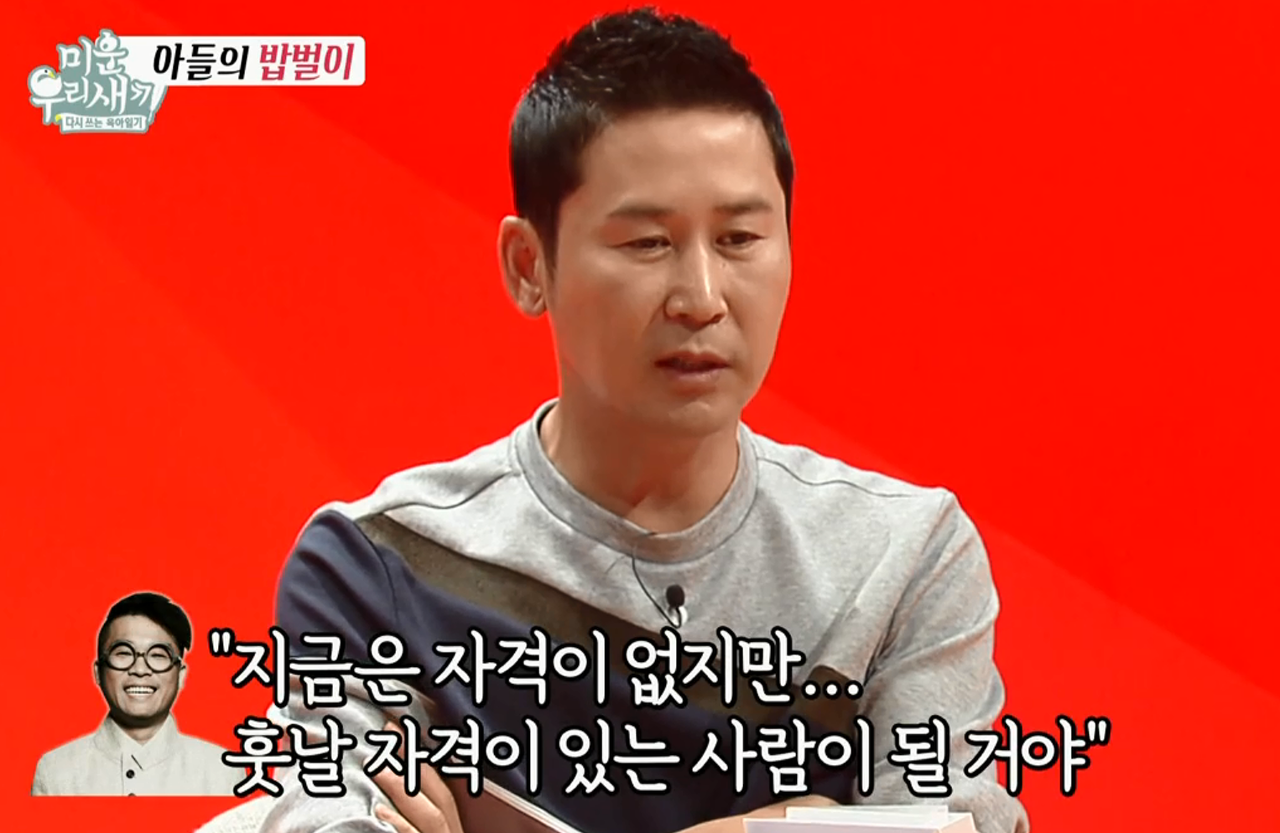 미운
우리새끼
다시 쓰는 육아일기
아들의 밥벌이
"지금은 자격이 없지만...
훗날 자격이 있는 사람이 될 거야"